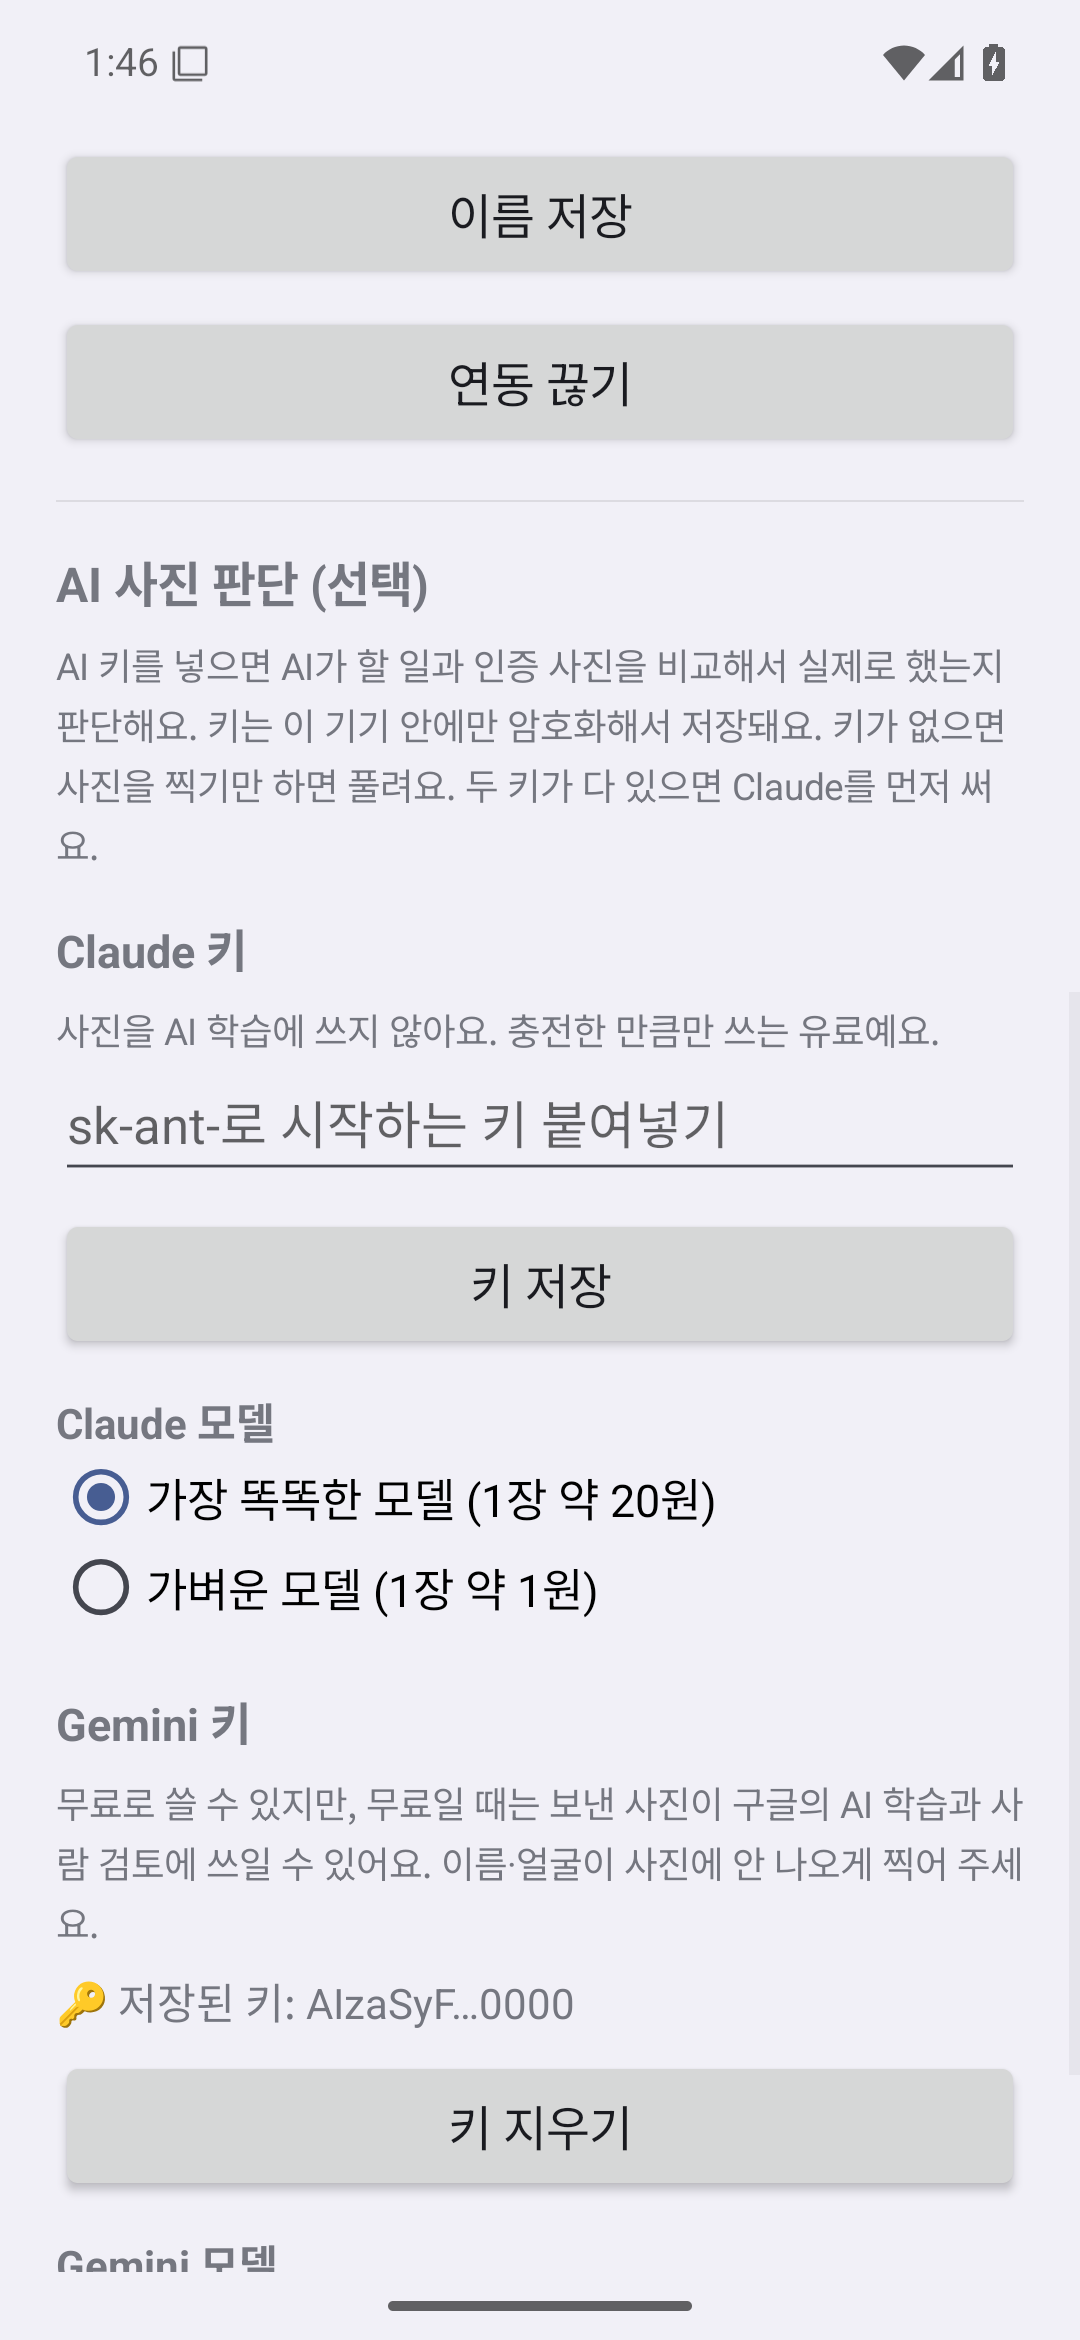 1:46
이름 저장
연동 끊기
AI 사진 판단 (선택)
AI 키를 넣으면 AI가 할 일과 인증 사진을 비교해서 실제로 했는지
판단해요. 키는 이 기기 안에만 암호화해서 저장돼요. 키가 없으면
사진을 찍기만 하면 풀려요. 두 키가 다 있으면 Claude를 먼저 써
요.
Claude 키
사진을 AI 학습에 쓰지 않아요. 충전한 만큼만 쓰는 유료예요.
sk-ant-로 시작하는 키 붙여넣기
키 저장
Claude 모델
가장 똑똑한 모델 (1장 약 20원)
가벼운 모델 (1장 약 1원)
Gemini 키
무료로 쓸 수 있지만, 무료일 때는 보낸 사진이 구글의 AI 학습과 사
람 검토에 쓰일 수 있어요. 이름·얼굴이 사진에 안 나오게 찍어 주세
요.
🔑 저장된 키: AIzaSyF…0000
키 지우기
Gemini 모델